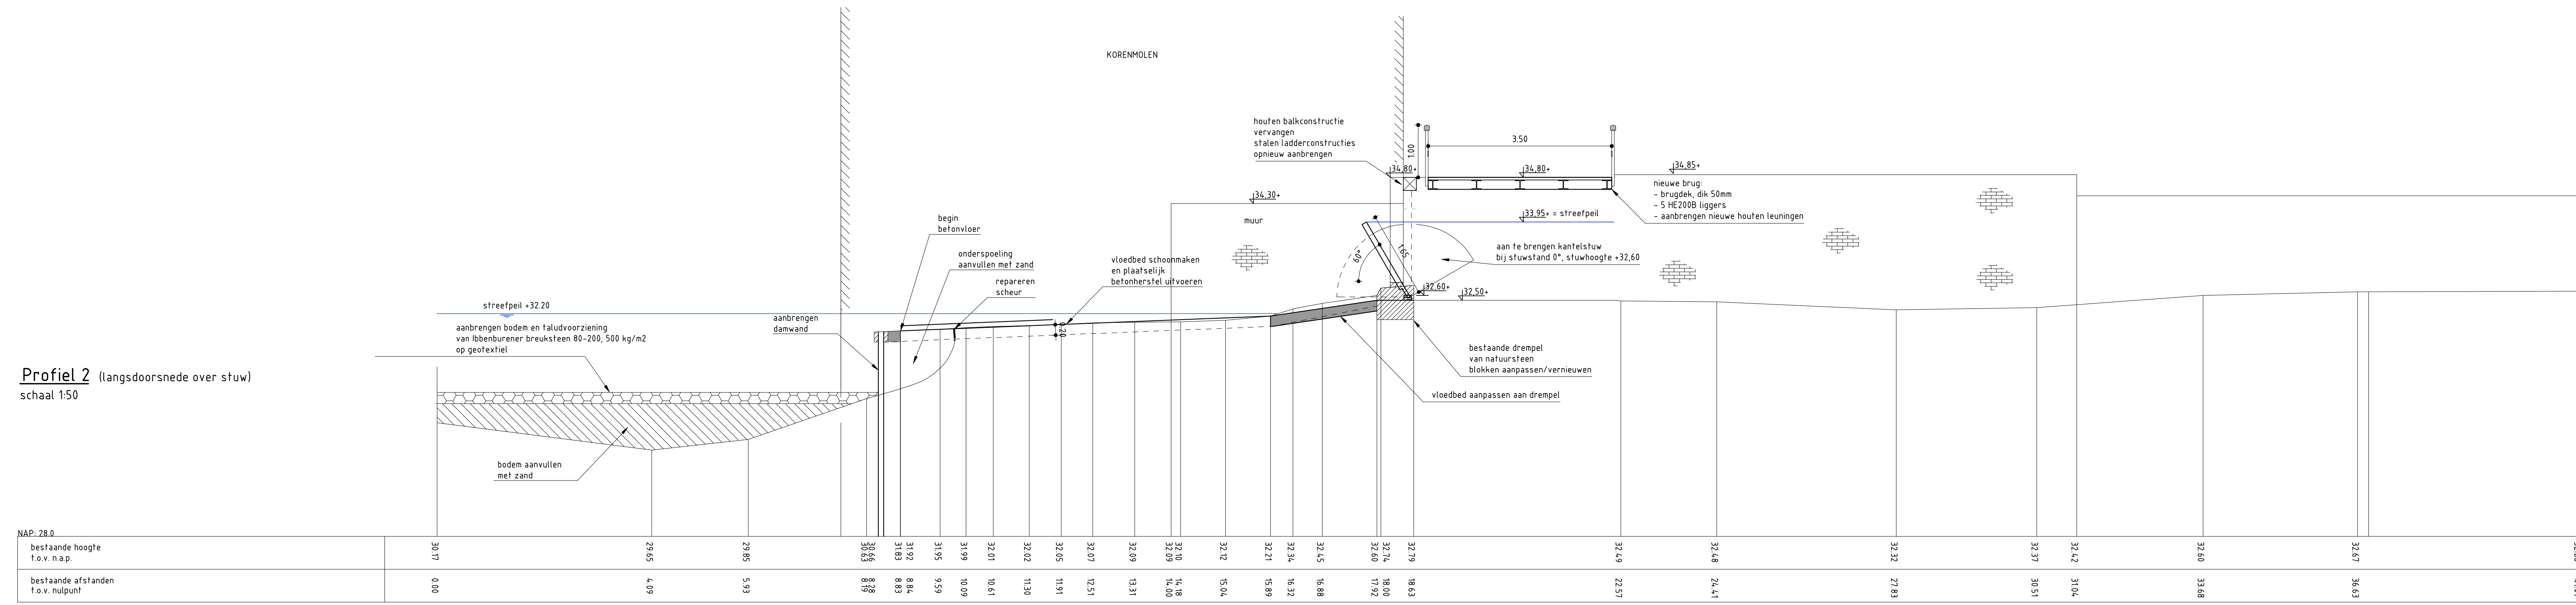 KORENMOLEN
houten balkconstructie
vervangen
stalen ladderconstructies
opnieuw aanbrengen
1.00
3.50
34,80+
34,80+
34,85+
nieuwe brug:
- brugdek, dik 50mm
- 5 HE200B liggers
- aanbrengen nieuwe houten leuningen
34,30+
muur
33,95+ = streefpeil
begin
betonvloer
onderspoeling
aanvullen met zand
repareren
scheur
vloedbed schoonmaken
en plaatselijk
betonherstel uitvoeren
60°
1.65
aan te brengen kantelstuw
bij stuwstand 0°, stuwhoogte +32,60
32,60+
32,50+
streefpeil +32.20
aanbrengen
damwand
0.20
aanbrengen bodem en taludvoorziening
van Ibbenburener breuksteen 80-200, 500 kg/m2
op geotextiel
bestaande drempel
van natuursteen
blokken aanpassen/vernieuwen
vloedbed aanpassen aan drempel
Profiel 2 (langsdoorsnede over stuw)
schaal 1:50
bodem aanvullen
met zand
NAP: 28.0
bestaande hoogte
t.o.v. n.a.p.
30.17 29.65 29.85 30.63 30.66 31.83 31.92 31.95 31.99 32.01 32.02 32.05 32.07 32.09 32.09 32.10 32.12 32.21 32.34 32.45 32.60 32.74 32.79 32.49 32.48 32.32 32.37 32.42 32.60 32.67
bestaande afstanden
t.o.v. nulpunt
0.00 4.09 5.93 8.19 8.28 8.83 8.84 9.59 10.09 10.61 11.30 11.91 12.51 13.31 14.00 14.18 15.04 15.89 16.32 16.88 17.92 18.00 18.63 22.57 24.41 27.83 30.51 31.04 33.68 36.63